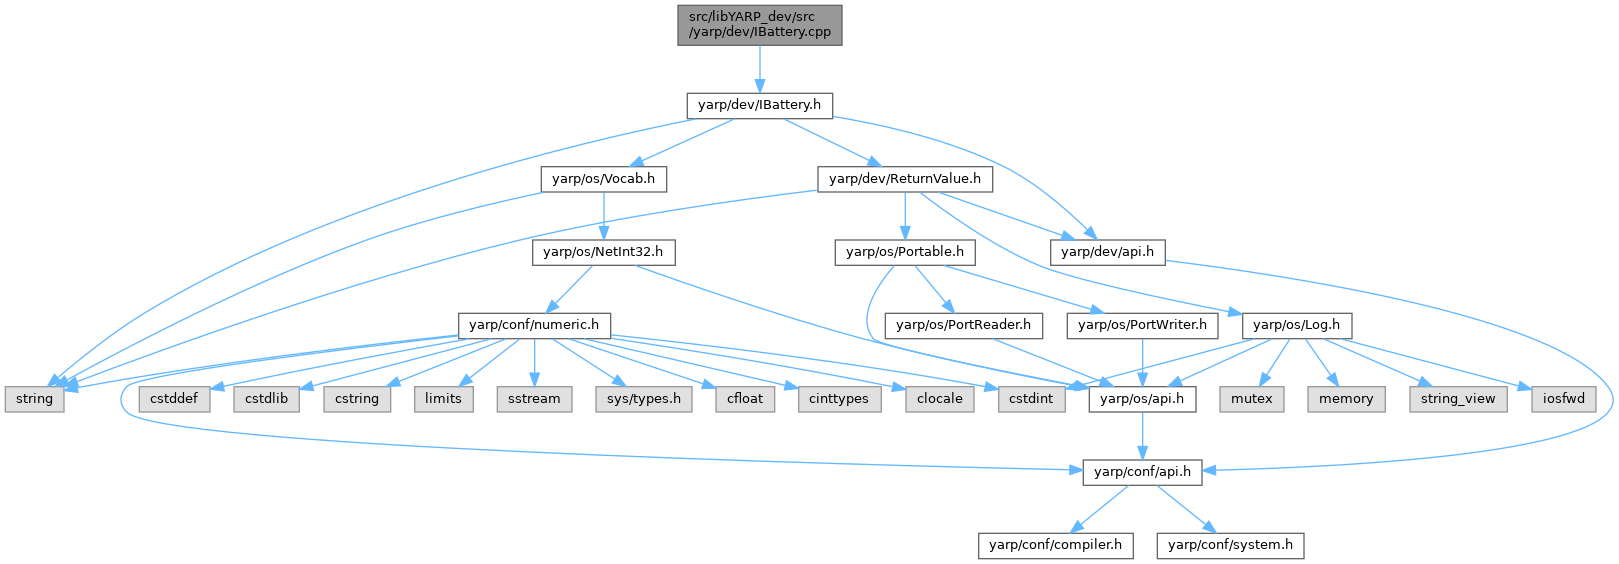 src/libYARP_dev/src
/yarp/dev/IBattery.cpp
yarp/dev/IBattery.h
yarp/os/Vocab.h
yarp/dev/ReturnValue.h
yarp/os/NetInt32.h
yarp/os/Portable.h
yarp/dev/api.h
yarp/conf/numeric.h
yarp/os/PortReader.h
yarp/os/PortWriter.h
yarp/os/Log.h
string
cstddef
cstdlib
cstring
limits
sstream
sys/types.h
cfloat
cinttypes
clocale
cstdint
yarp/os/api.h
mutex
memory
string_view
iosfwd
yarp/conf/api.h
yarp/conf/compiler.h
yarp/conf/system.h